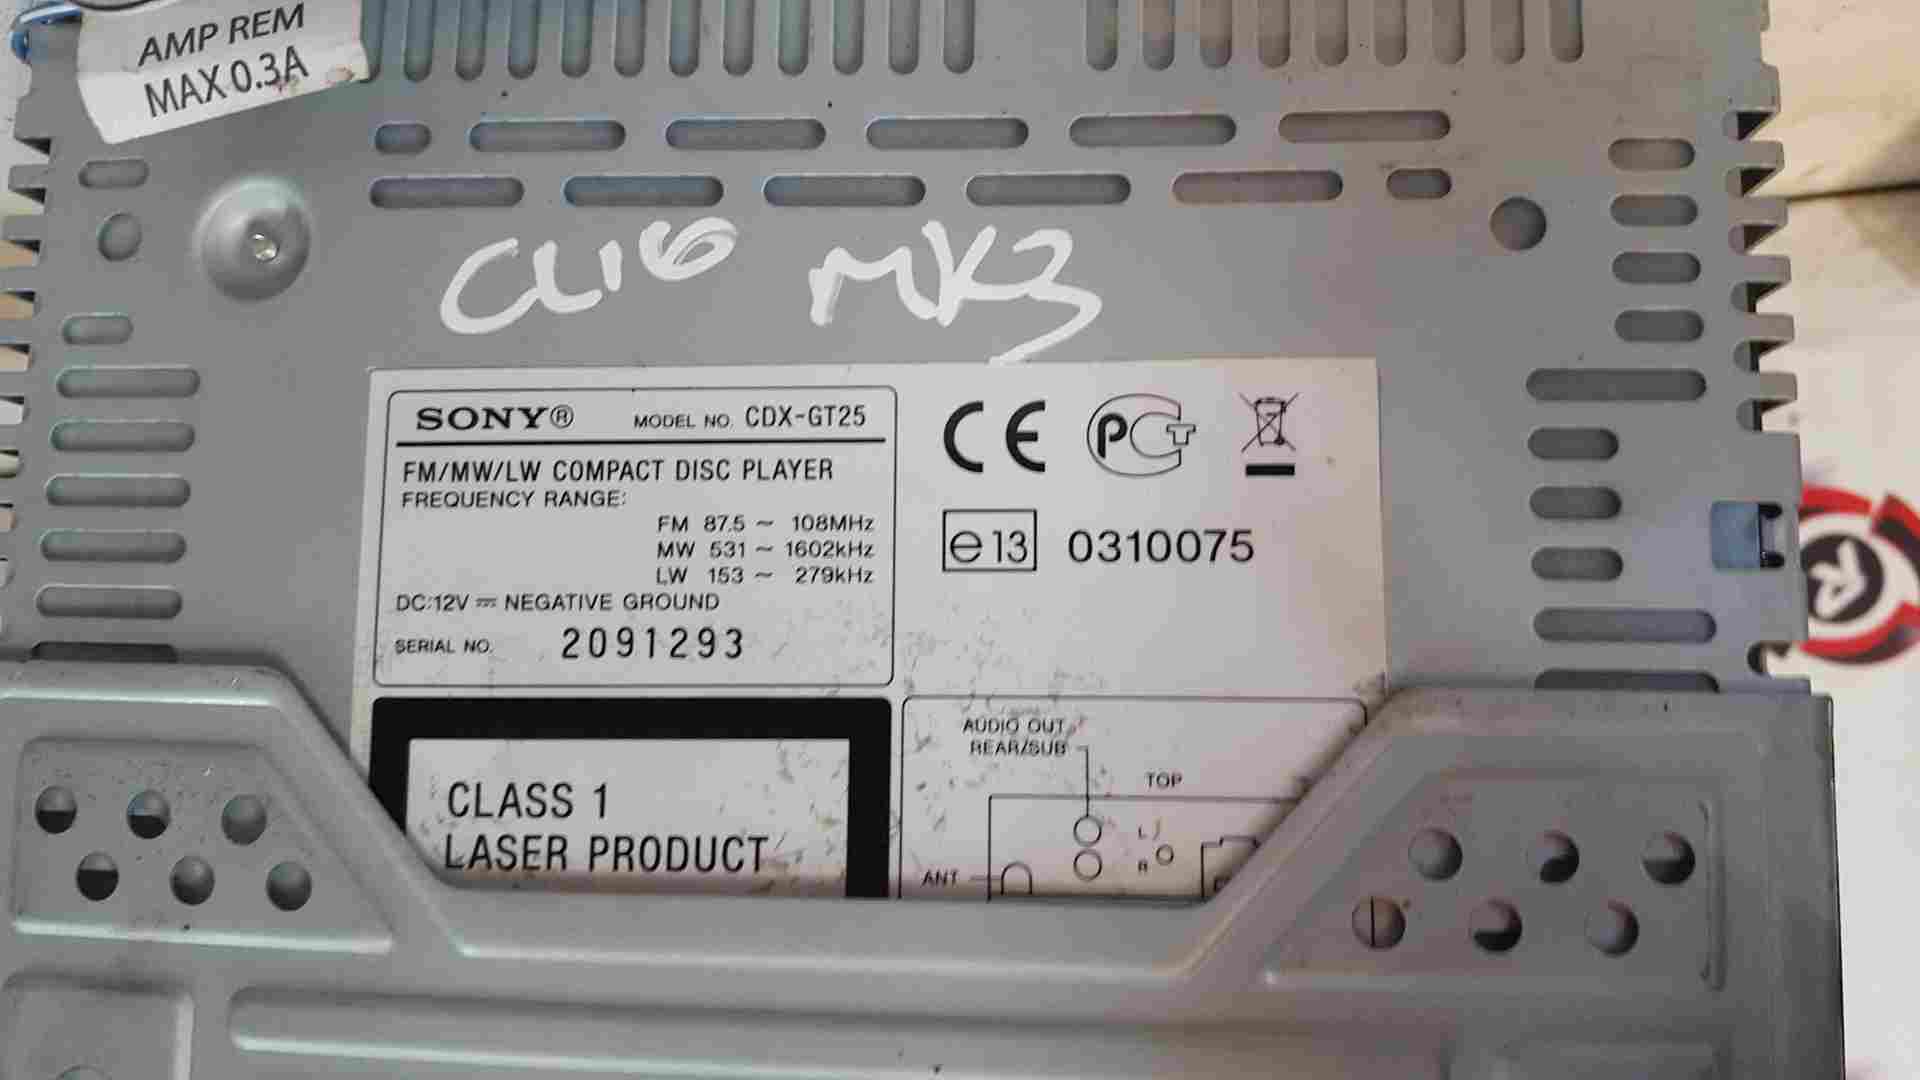 AMP REM
MAX 0.3A
CLIO MK3
SONY® MODEL NO. CDX-GT25
FM/MW/LW COMPACT DISC PLAYER
FREQUENCY RANGE:
FM 87.5 ~ 108MHz
MW 531 ~ 1602kHz
LW 153 ~ 279kHz
DC:12V ⎓ NEGATIVE GROUND
SERIAL NO. 2091293
CE PCT
e13 0310075
CLASS 1
LASER PRODUCT
AUDIO OUT
REAR/SUB
TOP
L
R
ANT
R